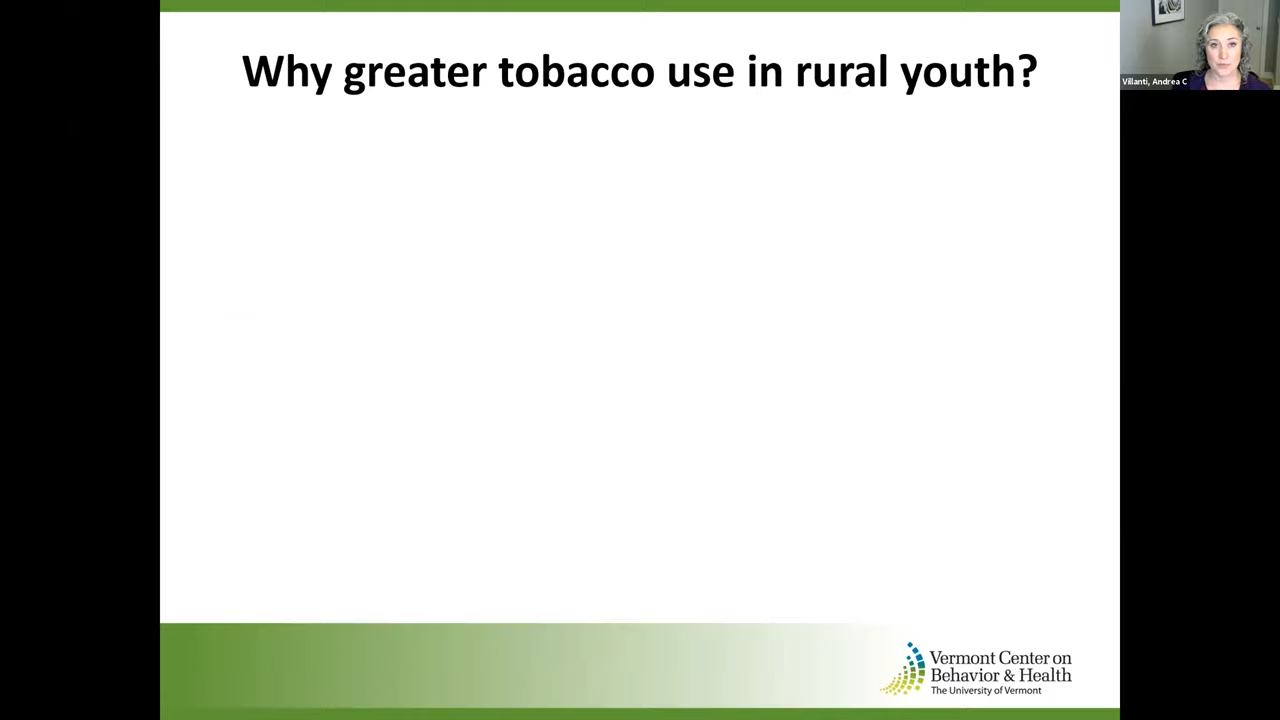 Why greater tobacco use in rural youth?
Villanti, Andrea C
Vermont Center on
Behavior & Health
The University of Vermont